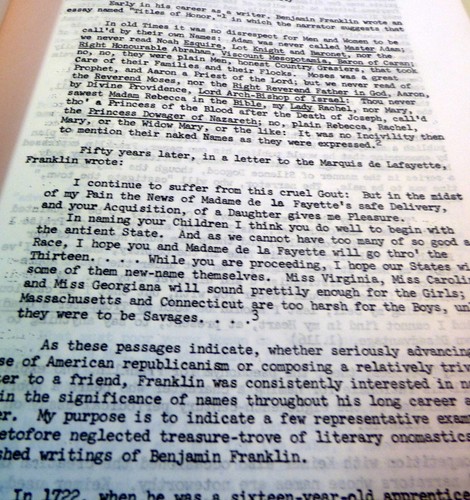 Early in his career as a writer, Benjamin Franklin wrote an
essay named "Titles of Honor,"1 in which the narrator suggests that
In old Times it was no disrespect for Men and Women to be
call'd by their own Names: Adam, was never called Master Adam;
we never read Noah Esquire, Lot Knight and Baronet, nor the
Right Honourable Abraham, Viscount Mesopotamia, Baron of Carran;
no, no, they were plain Men, honest Country Graziers, that took
Care of their Families and their Flocks. Moses was a great
Prophet, and Aaron a Priest of the Lord; but we never read of
the Reverend Moses, nor the Right Reverend Father in God, Aaron,
by Divine Providence, Lord Arch-Bishop of Israel: Thou never
sawest Madam Rebecca in the Bible, my Lady Rachel, nor Mary,
tho' a Princess of the Blood after the Death of Joseph, call'd
the Princess Dowager of Nazareth; no, plain Rebecca, Rachel,
Mary, or the Widow Mary, or the like: It was no Incivility then
to mention their naked Names as they were expressed.2
Fifty years later, in a letter to the Marquis de Lafayette,
Franklin wrote:
I continue to suffer from this cruel Gout: But in the midst
of my Pain the News of Madame de la Fayette's safe Delivery,
and your Acquisition, of a Daughter gives me Pleasure.
In naming your Children I think you do well to begin with
the antient State. And as we cannot have too many of so good a
Race, I hope you and Madame de la Fayette will go thro' the
Thirteen. . . . . While you are proceeding, I hope our States wi
some of them new-name themselves. Miss Virginia, Miss Carolin
and Miss Georgiana will sound prettily enough for the Girls;
Massachusetts and Connecticut are too harsh for the Boys, un
they were to be Savages. . . .3
As these passages indicate, whether seriously advancing
se of American republicanism or composing a relatively triv
ter to a friend, Franklin was consistently interested in n
in the significance of names throughout his long career a
er. My purpose is to indicate a few representative exam
etofore neglected treasure-trove of literary onomastica
shed writings of Benjamin Franklin.
In 1722, when he was a sixteen-year-old apprentice